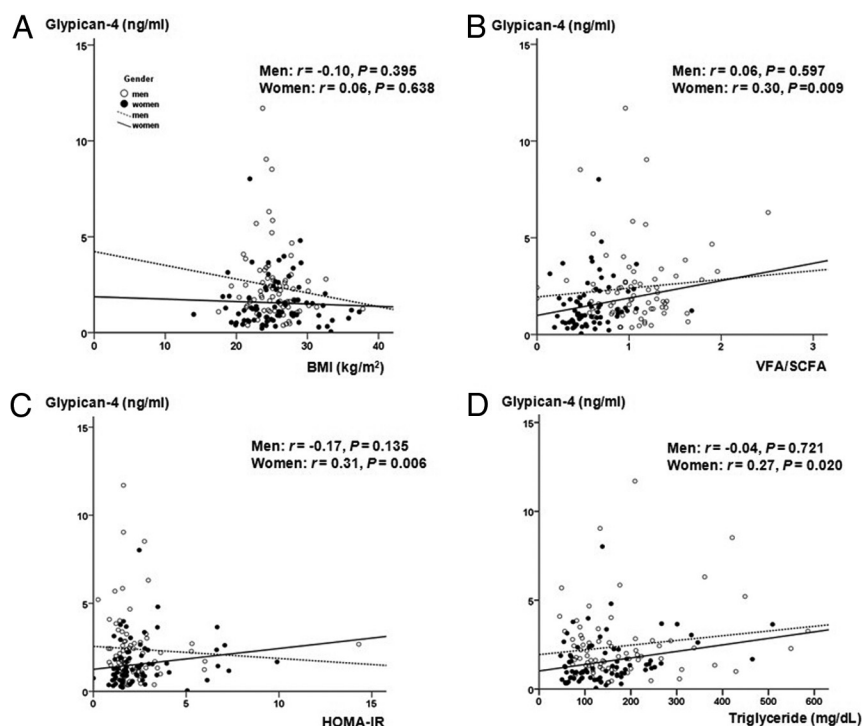 A
Glypican-4 (ng/ml)
15
10
5
0
Men: r= -0.10, P= 0.395
Women: r= 0.06, P= 0.638
Gender
men
women
men
women
0
10
20
30
40
BMI (kg/m²)
B
Glypican-4 (ng/ml)
15
10
5
0
Men: r= 0.06, P= 0.597
Women: r= 0.30, P=0.009
0
1
2
3
VFA/SCFA
C
Glypican-4 (ng/ml)
15
10
5
0
Men: r= -0.17, P= 0.135
Women: r= 0.31, P= 0.006
0
5
10
15
HOMA-IR
D
Glypican-4 (ng/ml)
15
10
5
0
Men: r= -0.04, P= 0.721
Women: r= 0.27, P= 0.020
0
100
200
300
400
500
600
Triglyceride (mg/dL)